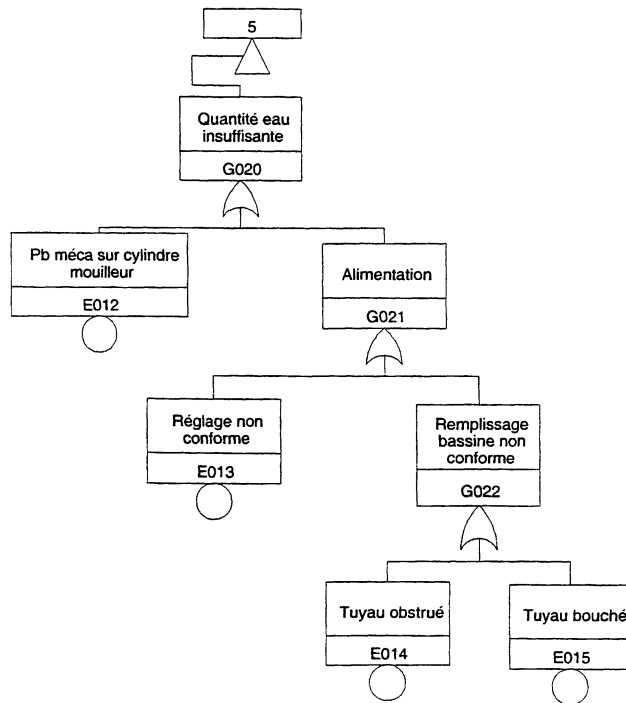 5
Quantité eau
insuffisante
G020
Pb méca sur cylindre
mouilleur
E012
Alimentation
G021
Réglage non
conforme
E013
Remplissage
bassine non
conforme
G022
Tuyau obstrué
E014
Tuyau bouché
E015